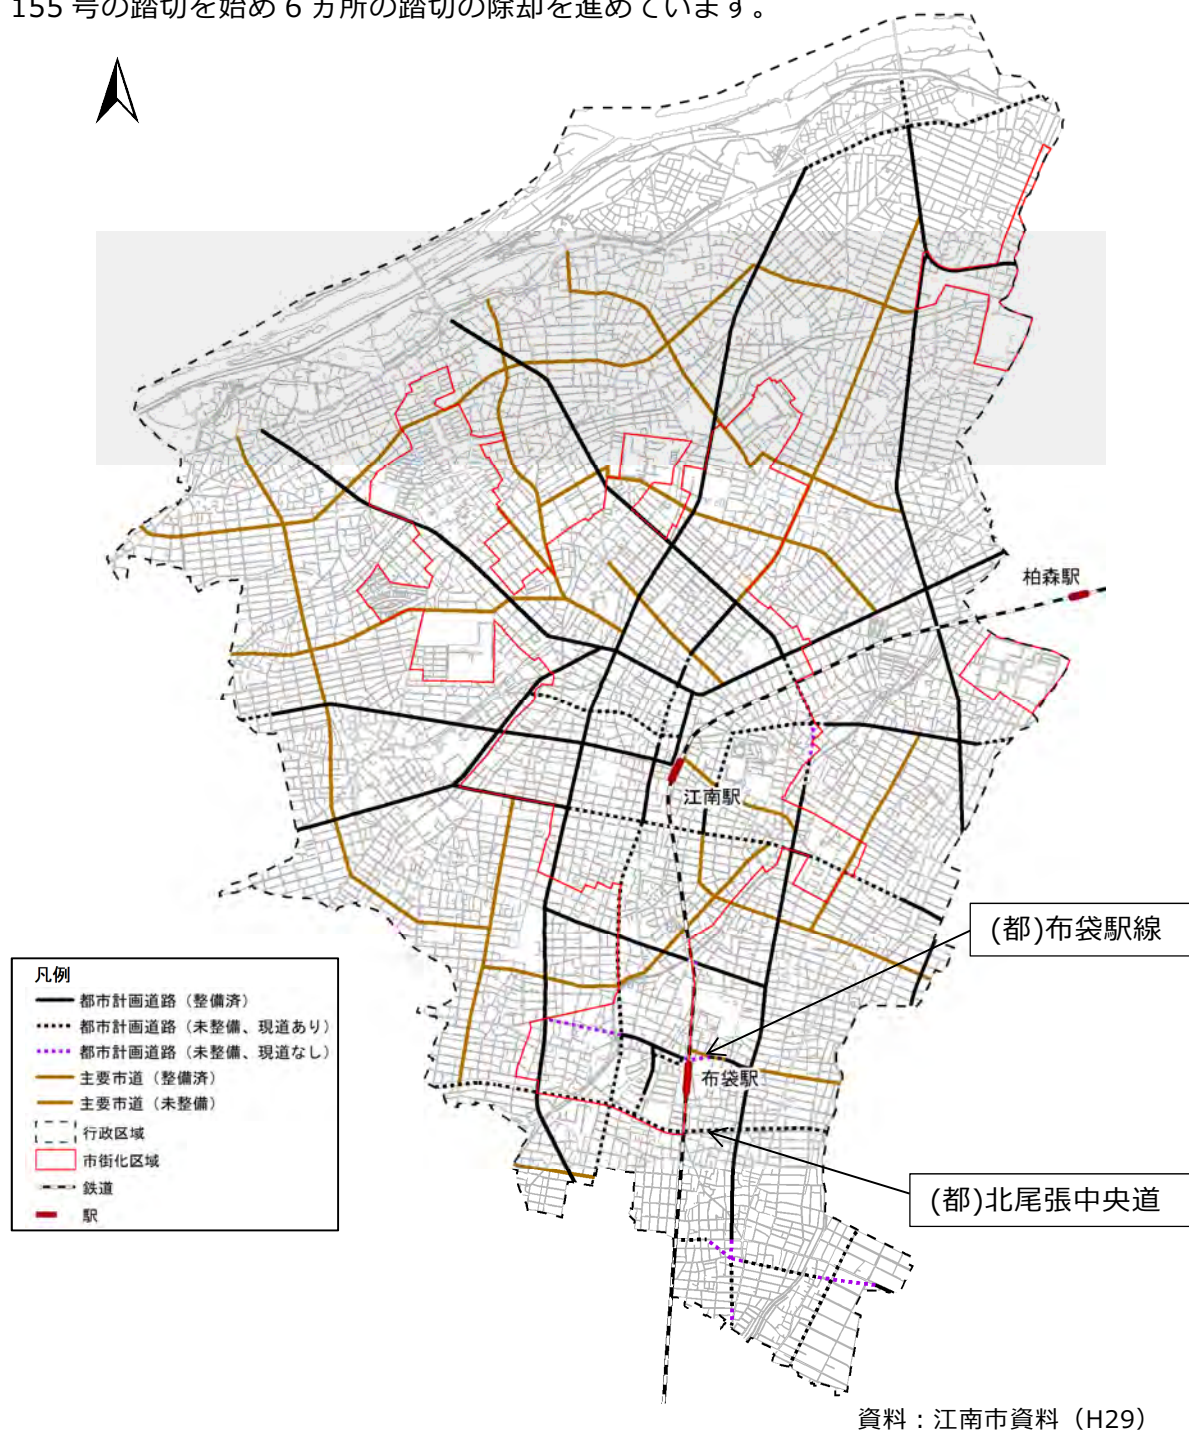 155 号の踏切を始め 6 ヵ所の踏切の除却を進めています。
柏森駅
江南駅
(都)布袋駅線
布袋駅
(都)北尾張中央道
凡例
都市計画道路（整備済）
都市計画道路（未整備、現道あり）
都市計画道路（未整備、現道なし）
主要市道（整備済）
主要市道（未整備）
行政区域
市街化区域
鉄道
駅
資料：江南市資料（H29）